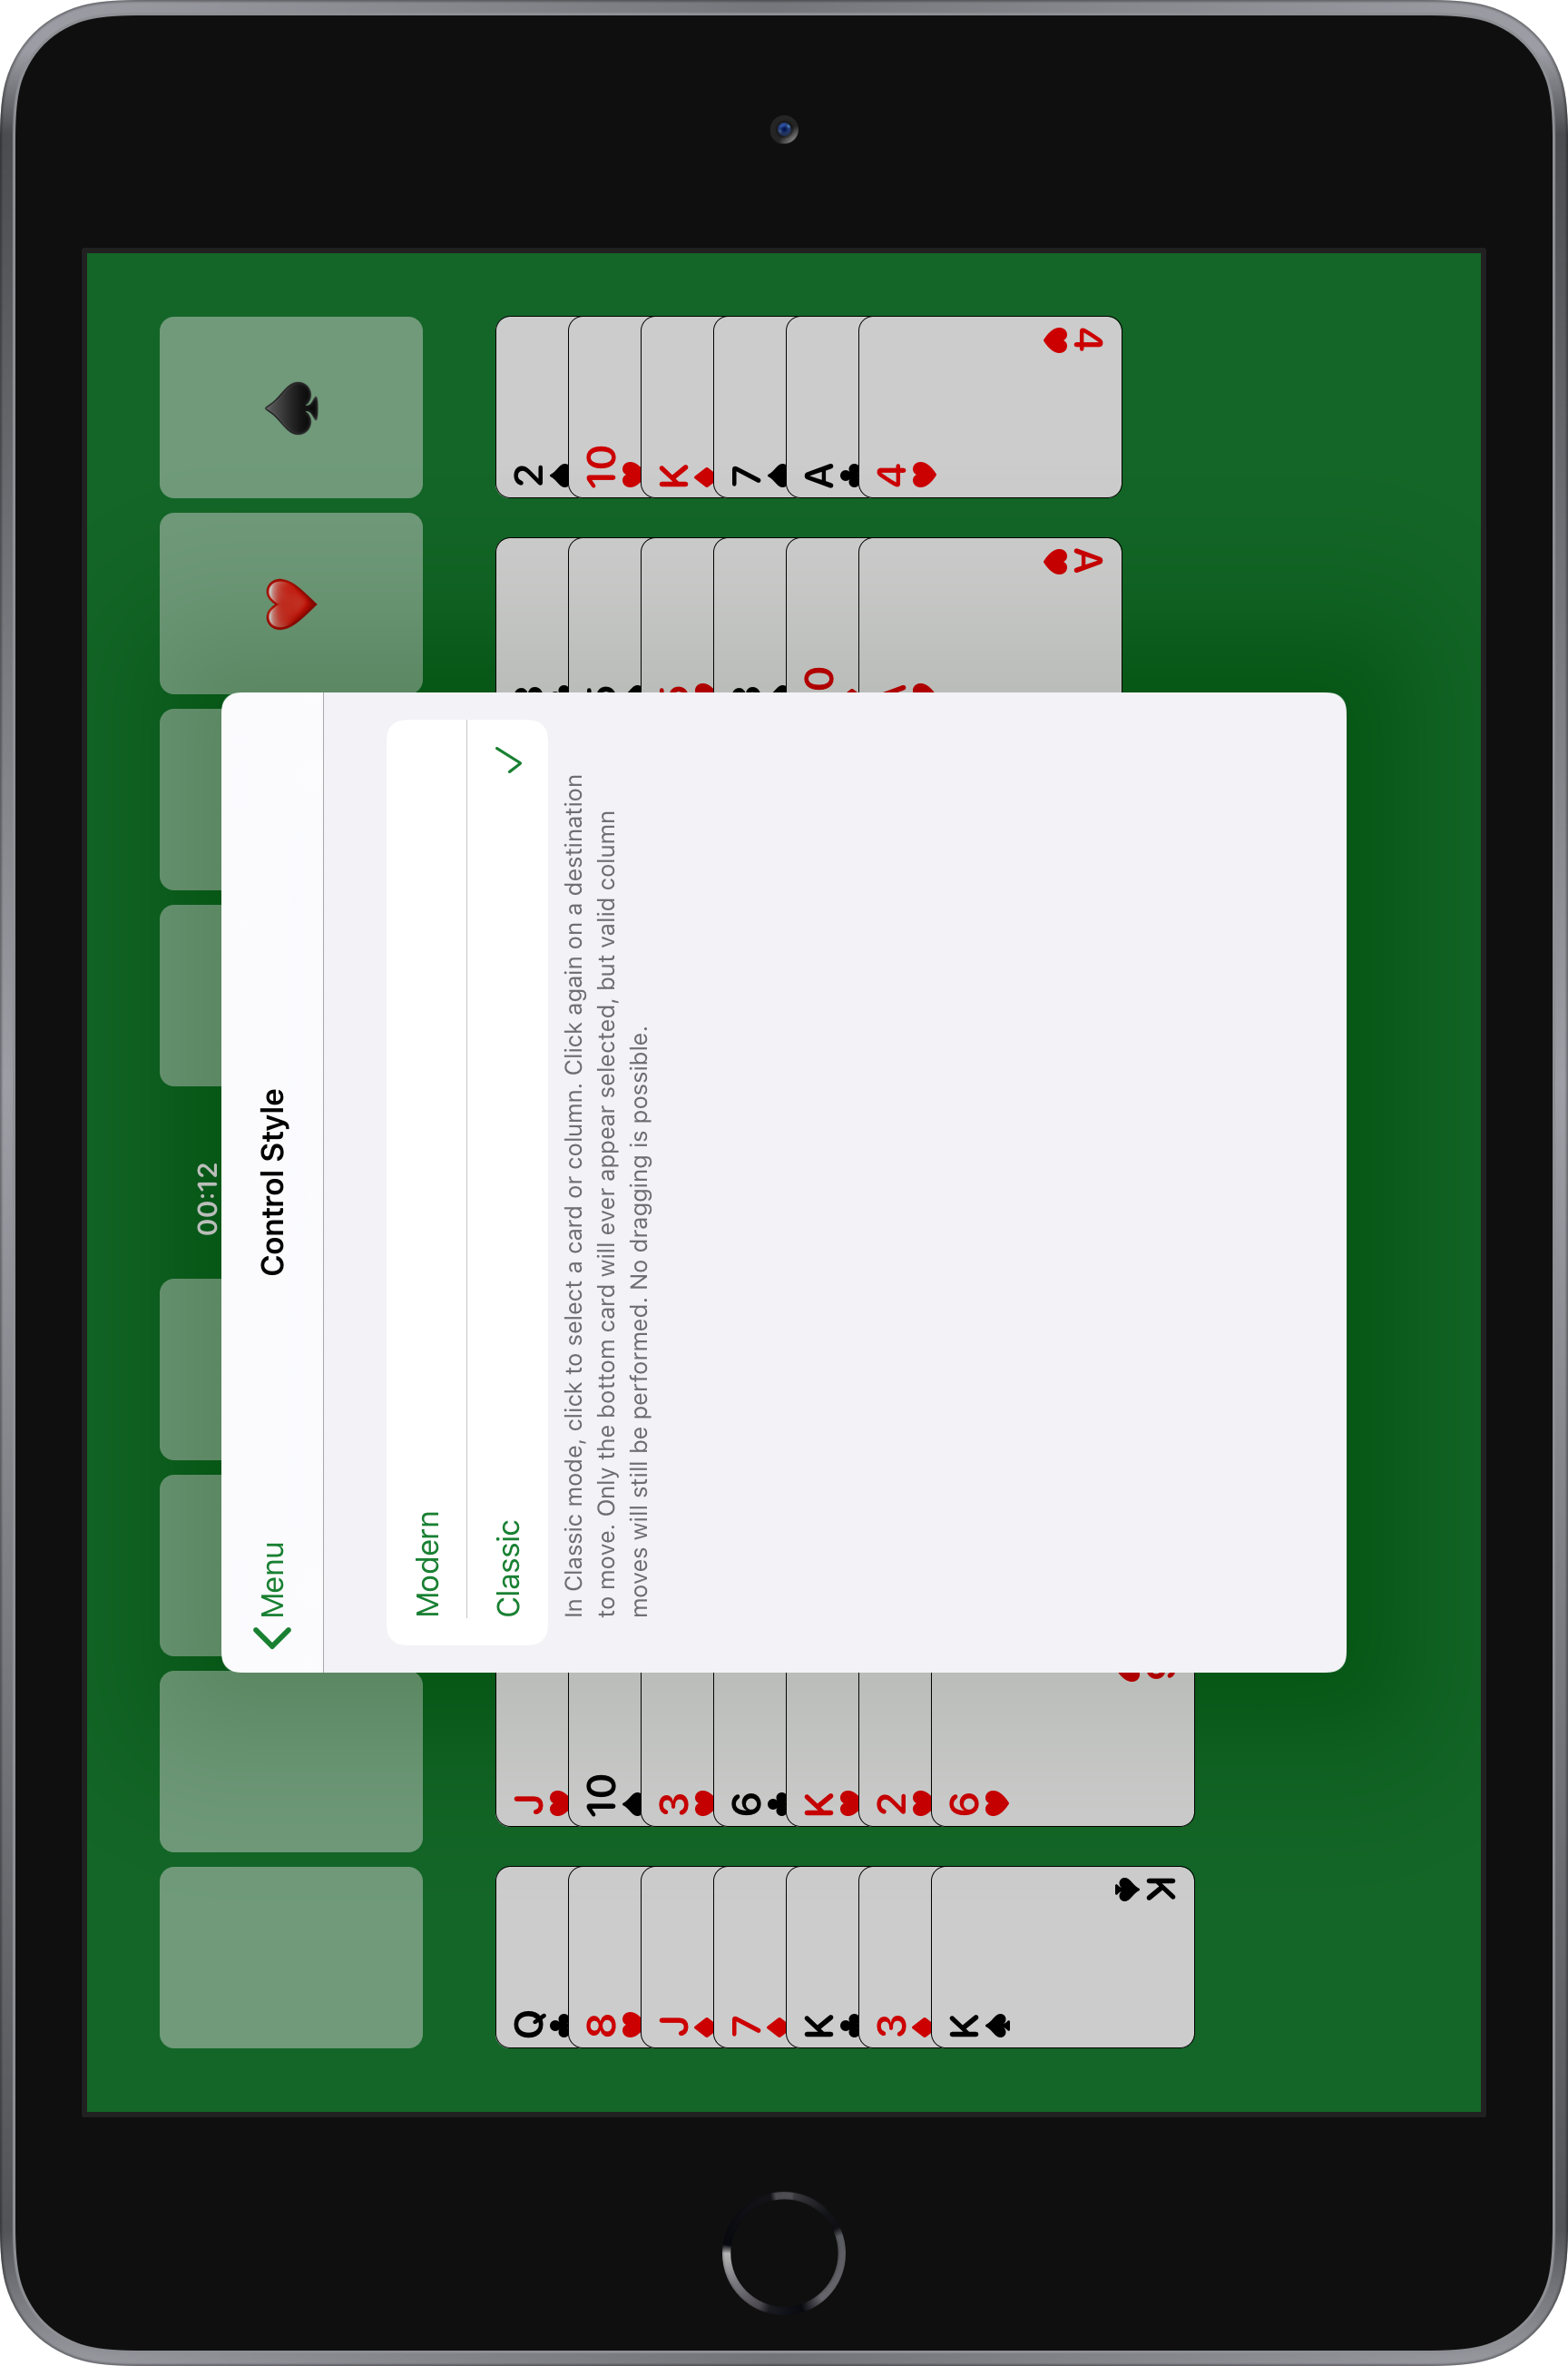 00:12
Menu
Control Style
Modern
Classic
In Classic mode, click to select a card or column. Click again on a destination
to move. Only the bottom card will ever appear selected, but valid column
moves will still be performed. No dragging is possible.
Q
8
J
7
K
3
K
K
J
10
3
6
K
2
6
A
2
10
K
7
A
4
4